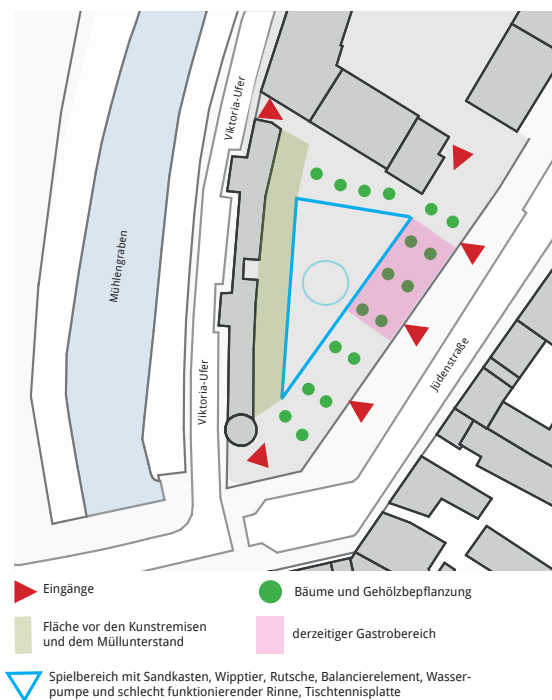 Viktoria-Ufer
Mühlengraben
Viktoria-Ufer
Jüdenstraße
Eingänge
Bäume und Gehölzbepflanzung
Fläche vor den Kunstremisen
und dem Müllunterstand
derzeitiger Gastrobereich
Spielbereich mit Sandkasten, Wipptier, Rutsche, Balancierelement, Wasser-
pumpe und schlecht funktionierender Rinne, Tischtennisplatte